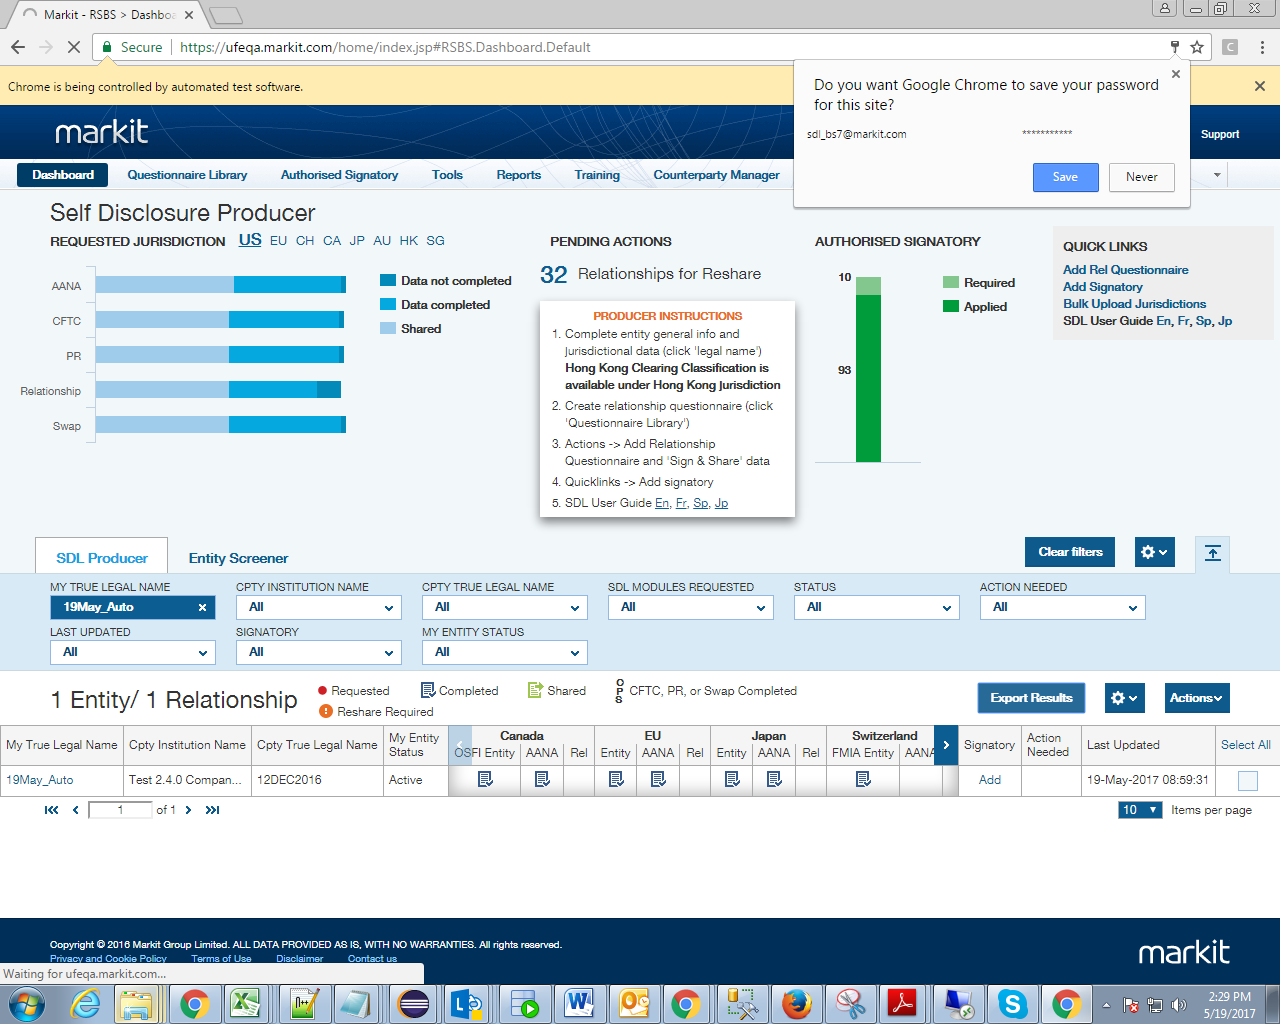 Markit - RSBS > Dashboa
Secure
https://ufeqa.markit.com/home/index.jsp#RSBS.Dashboard.Default
C
Chrome is being controlled by automated test software.
Do you want Google Chrome to save your password
for this site?
sdl_bs7@markit.com ***********
Save Never
markit
Support
Dashboard Questionnaire Library Authorised Signatory Tools Reports Training Counterparty Manager
Self Disclosure Producer
REQUESTED JURISDICTION US EU CH CA JP AU HK SG
AANA
CFTC
PR
Relationship
Swap
Data not completed
Data completed
Shared
PENDING ACTIONS
32 Relationships for Reshare
PRODUCER INSTRUCTIONS
1. Complete entity general info and
jurisdictional data (click 'legal name')
Hong Kong Clearing Classification is
available under Hong Kong Jurisdiction
2. Create relationship questionnaire (click
'Questionnaire Library')
3. Actions -> Add Relationship
Questionnaire and 'Sign & Share' data
4. Quicklinks -> Add signatory
5. SDL User Guide En, Fr, Sp, Jp
AUTHORISED SIGNATORY
10
93
Required
Applied
QUICK LINKS
Add Rel Questionnaire
Add Signatory
Bulk Upload Jurisdictions
SDL User Guide En, Fr, Sp, Jp
SDL Producer Entity Screener
Clear filters
MY TRUE LEGAL NAME CPTY INSTITUTION NAME CPTY TRUE LEGAL NAME SDL MODULES REQUESTED STATUS ACTION NEEDED
19May_Auto All All All All All
LAST UPDATED SIGNATORY MY ENTITY STATUS
All All All
1 Entity/ 1 Relationship
Requested Completed Shared OPS CFTC, PR, or Swap Completed
Reshare Required
Export Results Actions
My True Legal Name Cpty Institution Name Cpty True Legal Name My Entity Status
Canada EU Japan Switzerland
OSFI Entity AANA Rel Entity AANA Rel Entity AANA Rel FMIA Entity AANA
Signatory Action Needed Last Updated Select All
19May_Auto Test 2.4.0 Compan... 12DEC2016 Active Add 19-May-2017 08:59:31
1 of 1
10 Items per page
Copyright © 2016 Markit Group Limited. ALL DATA PROVIDED AS IS, WITH NO WARRANTIES. All rights reserved.
Privacy and Cookie Policy Terms of Use Disclaimer Contact us
markit
Waiting for ufeqa.markit.com...
2:29 PM
5/19/2017